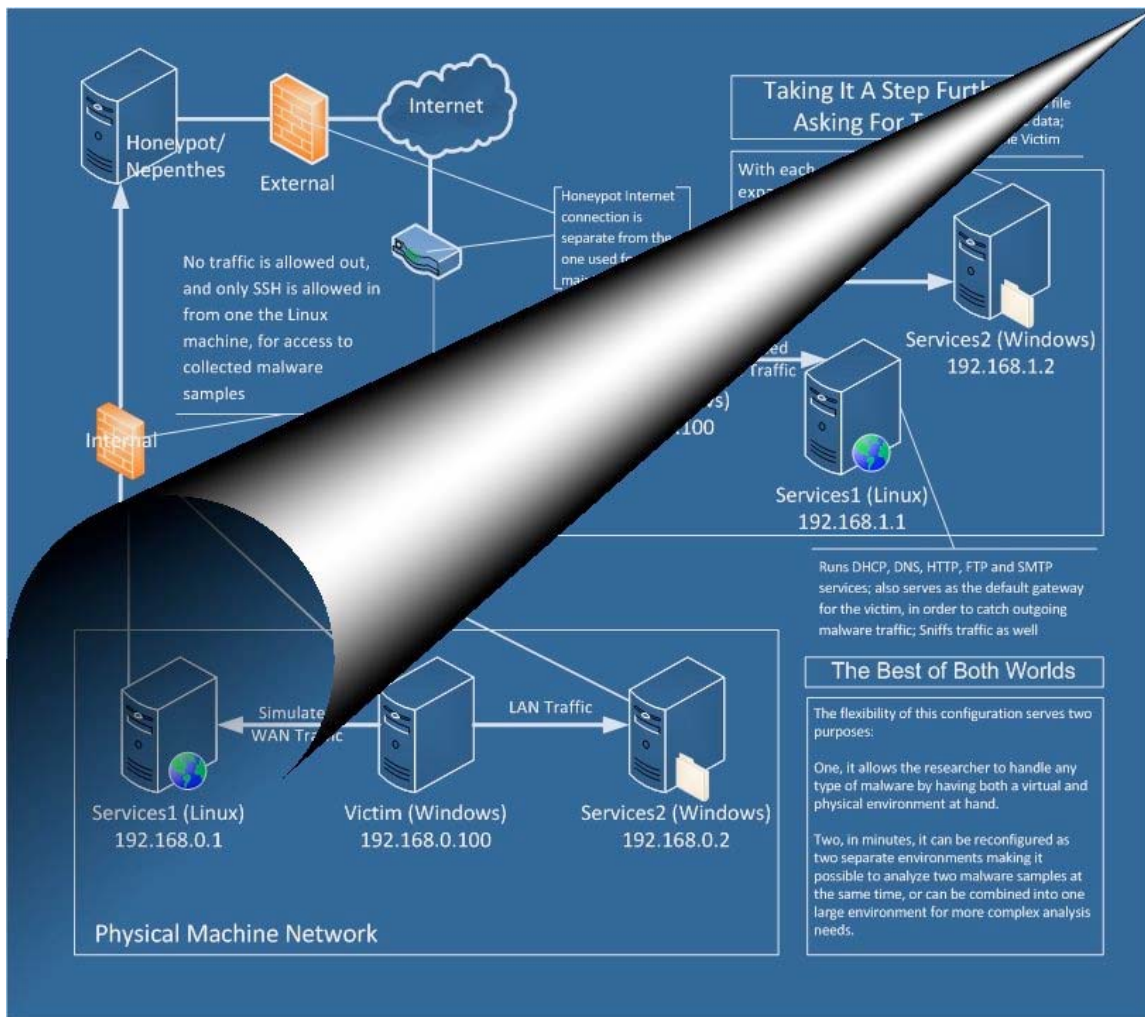 Internet
Honeypot/
Nepenthes
External
Taking It A Step
Asking For
file
data;
Victim
With each
Honeypot Internet
connection is
separate from the
one used
No traffic is allowed out,
and only SSH is allowed in
from one the Linux
machine, for access to
collected malware
samples
Internal
Services2 (Windows)
192.168.1.2
Traffic
100
Services1 (Linux)
192.168.1.1
Runs DHCP, DNS, HTTP, FTP and SMTP
services; also serves as the default gateway
for the victim, in order to catch outgoing
malware traffic; Sniffs traffic as well
The Best of Both Worlds
The flexibility of this configuration serves two
purposes:
One, it allows the researcher to handle any
type of malware by having both a virtual and
physical environment at hand.
Two, in minutes, it can be reconfigured as
two separate environments making it
possible to analyze two malware samples at
the same time, or can be combined into one
large environment for more complex analysis
needs.
Simulate
WAN Traffic
LAN Traffic
Services1 (Linux)
192.168.0.1
Victim (Windows)
192.168.0.100
Services2 (Windows)
192.168.0.2
Physical Machine Network